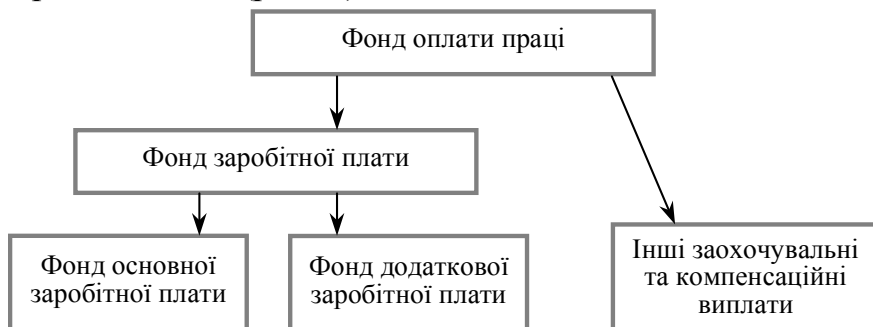 Фонд оплати праці
Фонд заробітної плати
Фонд основної
заробітної плати
Фонд додаткової
заробітної плати
Інші заохочувальні
та компенсаційні
виплати